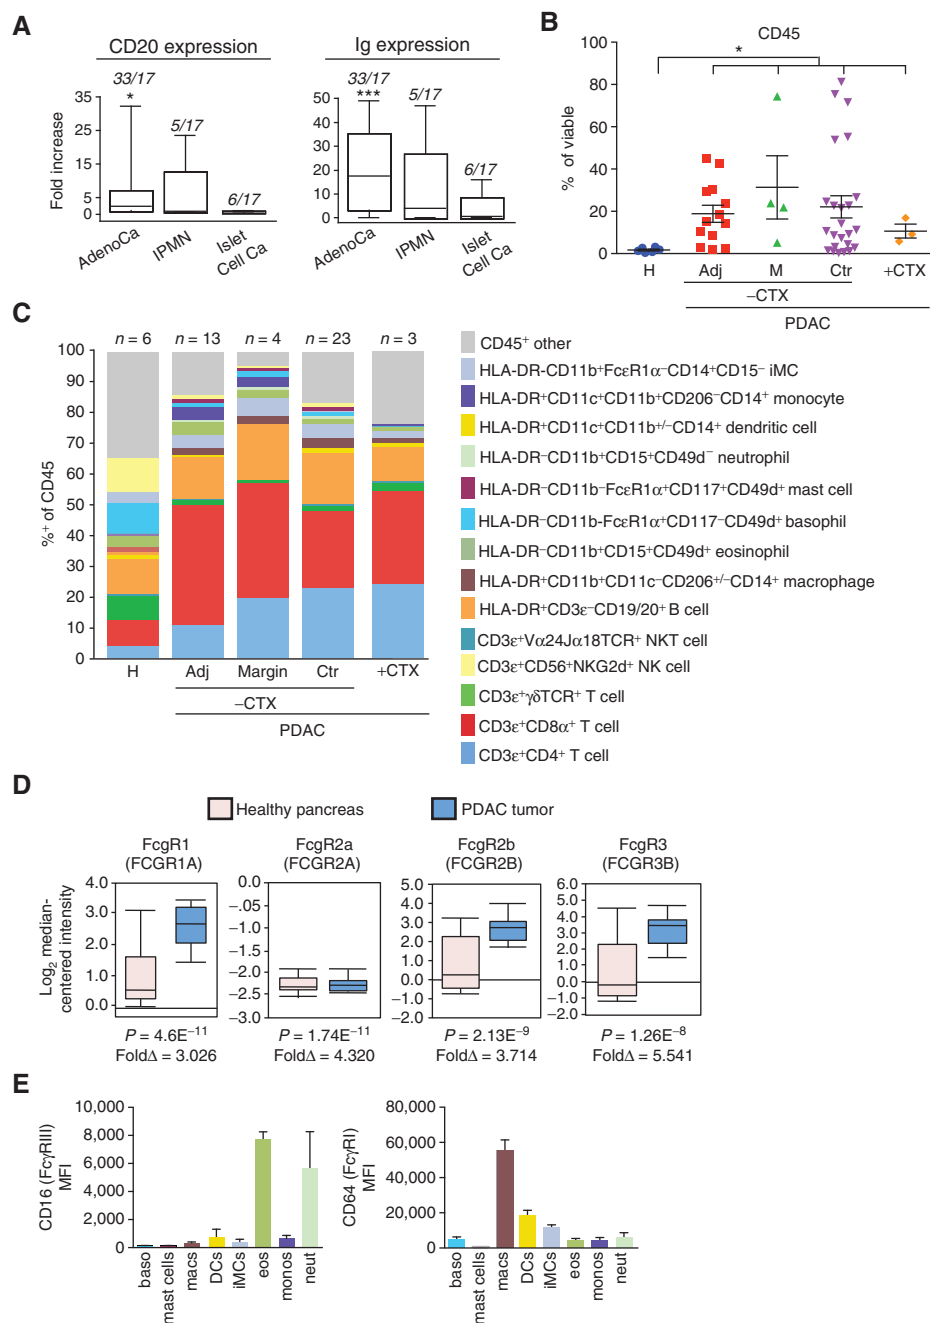 A
CD20 expression
Ig expression
33/17
*
5/17
6/17
33/17
***
5/17
6/17
Fold increase
35
25
15
5
0
50
40
30
20
10
0
AdenoCa
IPMN
Islet
Cell Ca
AdenoCa
IPMN
Islet
Cell Ca
B
CD45
*
% of viable
100
80
60
40
20
0
H
Adj
M
Ctr
+CTX
–CTX
PDAC
C
n = 6
n = 13
n = 4
n = 23
n = 3
%+ of CD45
100
90
80
70
60
50
40
30
20
10
0
H
Adj
Margin
Ctr
+CTX
–CTX
PDAC
CD45+ other
HLA-DR-CD11b+FcεR1α–CD14+CD15– iMC
HLA-DR+CD11c+CD11b+CD206–CD14+ monocyte
HLA-DR+CD11c+CD11b+/–CD14+ dendritic cell
HLA-DR–CD11b+CD15+CD49d– neutrophil
HLA-DR–CD11b–FcεR1α+CD117+CD49d+ mast cell
HLA-DR–CD11b-FcεR1α+CD117–CD49d+ basophil
HLA-DR–CD11b+CD15+CD49d+ eosinophil
HLA-DR+CD11b+CD11c–CD206+/–CD14+ macrophage
HLA-DR+CD3ε–CD19/20+ B cell
CD3ε+Vα24Jα18TCR+ NKT cell
CD3ε+CD56+NKG2d+ NK cell
CD3ε+γδTCR+ T cell
CD3ε+CD8α+ T cell
CD3ε+CD4+ T cell
D
Healthy pancreas
PDAC tumor
FcgR1
(FCGR1A)
FcgR2a
(FCGR2A)
FcgR2b
(FCGR2B)
FcgR3
(FCGR3B)
Log2 median-
centered intensity
4.0
3.0
2.0
1.0
0.0
0.0
–.05
–1.0
–1.5
–2.0
–2.5
–3.0
5.0
4.0
3.0
2.0
1.0
0.0
–1.0
–2.0
6.0
5.0
4.0
3.0
2.0
1.0
0.0
–1.0
–2.0
P = 4.6E–11
FoldΔ = 3.026
P = 1.74E–11
FoldΔ = 4.320
P = 2.13E–9
FoldΔ = 3.714
P = 1.26E–8
FoldΔ = 5.541
E
CD16 (FcγRIII)
MFI
10,000
8,000
6,000
4,000
2,000
0
baso
mast cells
macs
DCs
iMCs
eos
monos
neut
CD64 (FcγRI)
MFI
80,000
60,000
40,000
20,000
0
baso
mast cells
macs
DCs
iMCs
eos
monos
neut